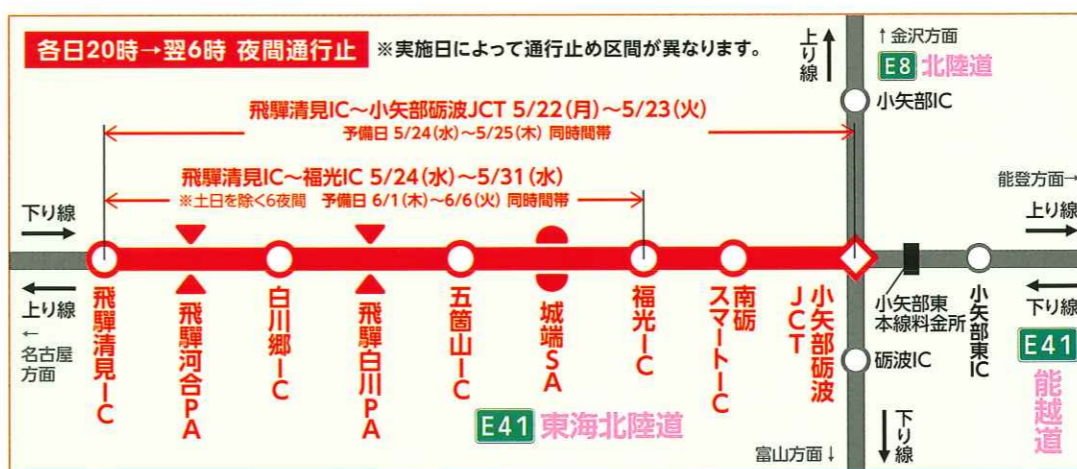 各日20時→翌6時 夜間通行止
※実施日によって通行止め区間が異なります。
上り線
↑金沢方面
E8 北陸道
小矢部IC
飛驒清見IC～小矢部砺波JCT 5/22(月)～5/23(火)
予備日 5/24(水)～5/25(木) 同時間帯
飛驒清見IC～福光IC 5/24(水)～5/31(水)
※土日を除く6夜間 予備日 6/1(木)～6/6(火) 同時間帯
能登方面→
上り線
下り線
下り線
上り線
←
名古屋
方面
飛驒清見IC
飛驒河合PA
白川郷IC
飛驒白川PA
五箇山IC
城端SA
福光IC
南砺
スマートIC
小矢部砺波
JCT
小矢部東
本線料金所
小矢部東IC
砺波IC
E41 東海北陸道
E41
能越道
富山方面↓
下り線